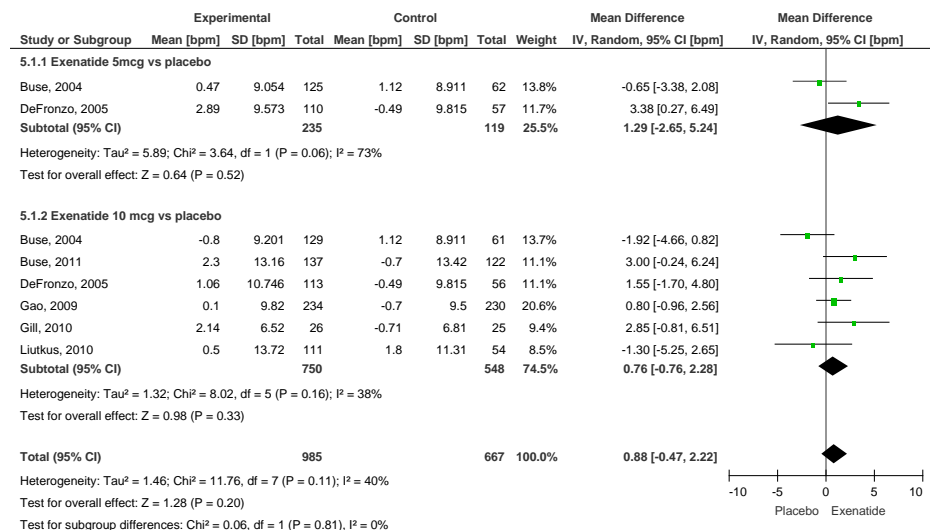 Experimental Control Mean Difference Mean Difference
Study or Subgroup Mean [bpm] SD [bpm] Total Mean [bpm] SD [bpm] Total Weight IV, Random, 95% CI [bpm] IV, Random, 95% CI [bpm]
5.1.1 Exenatide 5mcg vs placebo
Buse, 2004 0.47 9.054 125 1.12 8.911 62 13.8% -0.65 [-3.38, 2.08]
DeFronzo, 2005 2.89 9.573 110 -0.49 9.815 57 11.7% 3.38 [0.27, 6.49]
Subtotal (95% CI) 235 119 25.5% 1.29 [-2.65, 5.24]
Heterogeneity: Tau² = 5.89; Chi² = 3.64, df = 1 (P = 0.06); I² = 73%
Test for overall effect: Z = 0.64 (P = 0.52)
5.1.2 Exenatide 10 mcg vs placebo
Buse, 2004 -0.8 9.201 129 1.12 8.911 61 13.7% -1.92 [-4.66, 0.82]
Buse, 2011 2.3 13.16 137 -0.7 13.42 122 11.1% 3.00 [-0.24, 6.24]
DeFronzo, 2005 1.06 10.746 113 -0.49 9.815 56 11.1% 1.55 [-1.70, 4.80]
Gao, 2009 0.1 9.82 234 -0.7 9.5 230 20.6% 0.80 [-0.96, 2.56]
Gill, 2010 2.14 6.52 26 -0.71 6.81 25 9.4% 2.85 [-0.81, 6.51]
Liutkus, 2010 0.5 13.72 111 1.8 11.31 54 8.5% -1.30 [-5.25, 2.65]
Subtotal (95% CI) 750 548 74.5% 0.76 [-0.76, 2.28]
Heterogeneity: Tau² = 1.32; Chi² = 8.02, df = 5 (P = 0.16); I² = 38%
Test for overall effect: Z = 0.98 (P = 0.33)
Total (95% CI) 985 667 100.0% 0.88 [-0.47, 2.22]
Heterogeneity: Tau² = 1.46; Chi² = 11.76, df = 7 (P = 0.11); I² = 40%
Test for overall effect: Z = 1.28 (P = 0.20)
Test for subgroup differences: Chi² = 0.06, df = 1 (P = 0.81), I² = 0%
-10 -5 0 5 10
Placebo Exenatide